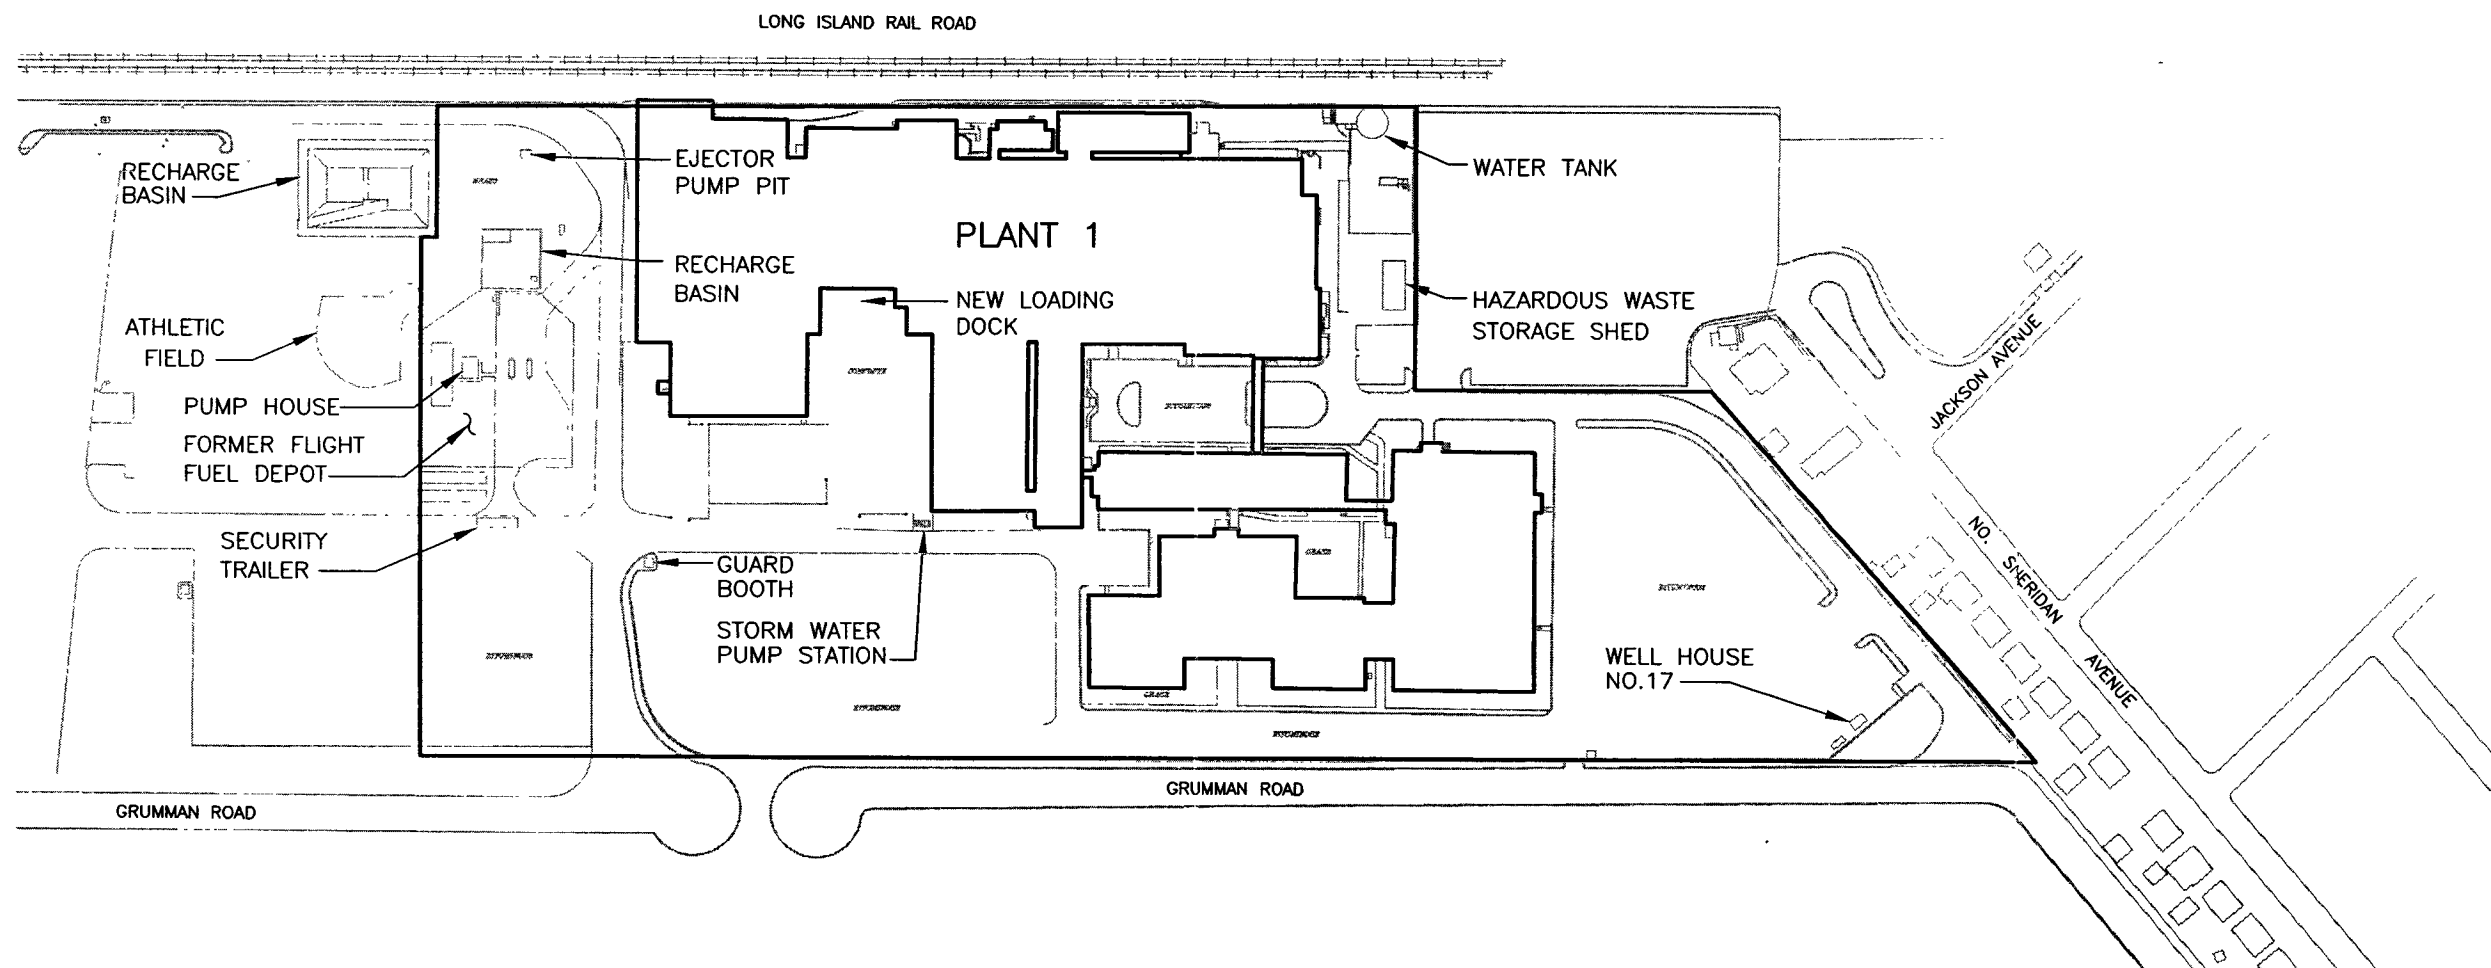 LONG ISLAND RAIL ROAD
RECHARGE
BASIN
EJECTOR
PUMP PIT
WATER TANK
PLANT 1
RECHARGE
BASIN
NEW LOADING
DOCK
HAZARDOUS WASTE
STORAGE SHED
ATHLETIC
FIELD
JACKSON AVENUE
PUMP HOUSE
FORMER FLIGHT
FUEL DEPOT
SECURITY
TRAILER
GUARD
BOOTH
NO. SHERIDAN AVENUE
STORM WATER
PUMP STATION
WELL HOUSE
NO.17
GRASS
GRASS
GRUMMAN ROAD
GRUMMAN ROAD